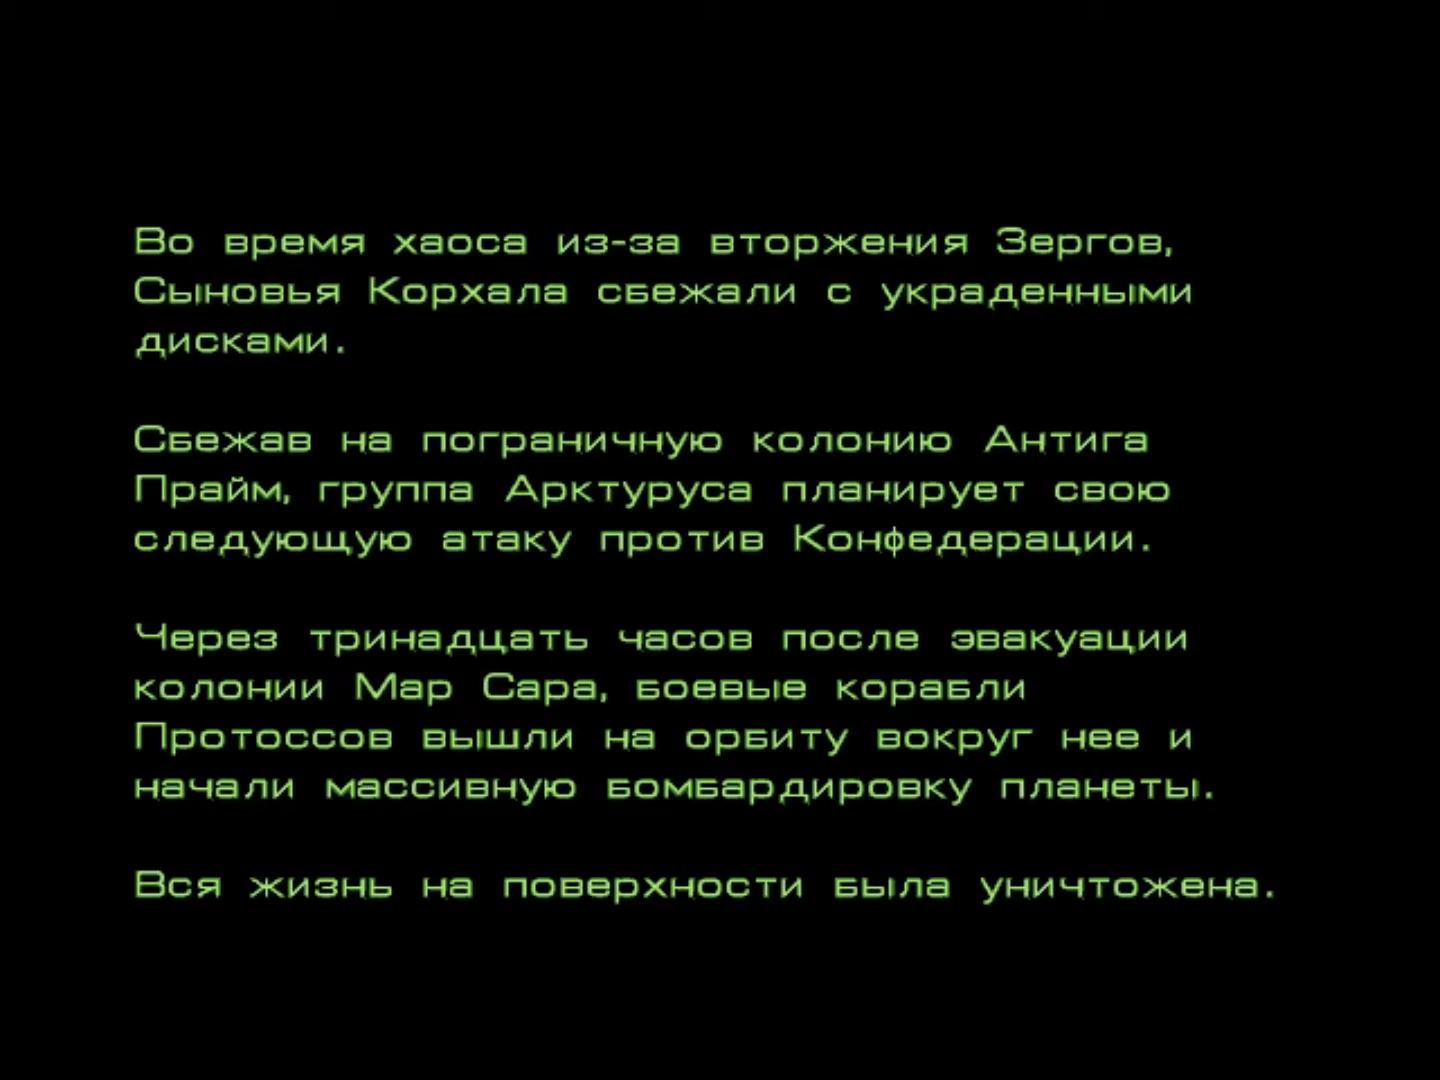 Во время хаоса из-за вторжения Зергов,
Сыновья Корхала сбежали с украденными
дисками.
Сбежав на пограничную колонию Антига
Прайм, группа Арктуруса планирует свою
следующую атаку против Конфедерации.
Через тринадцать часов после эвакуации
колонии Мар Сара, боевые корабли
Протоссов вышли на орбиту вокруг нее и
начали массивную бомбардировку планеты.
Вся жизнь на поверхности была уничтожена.